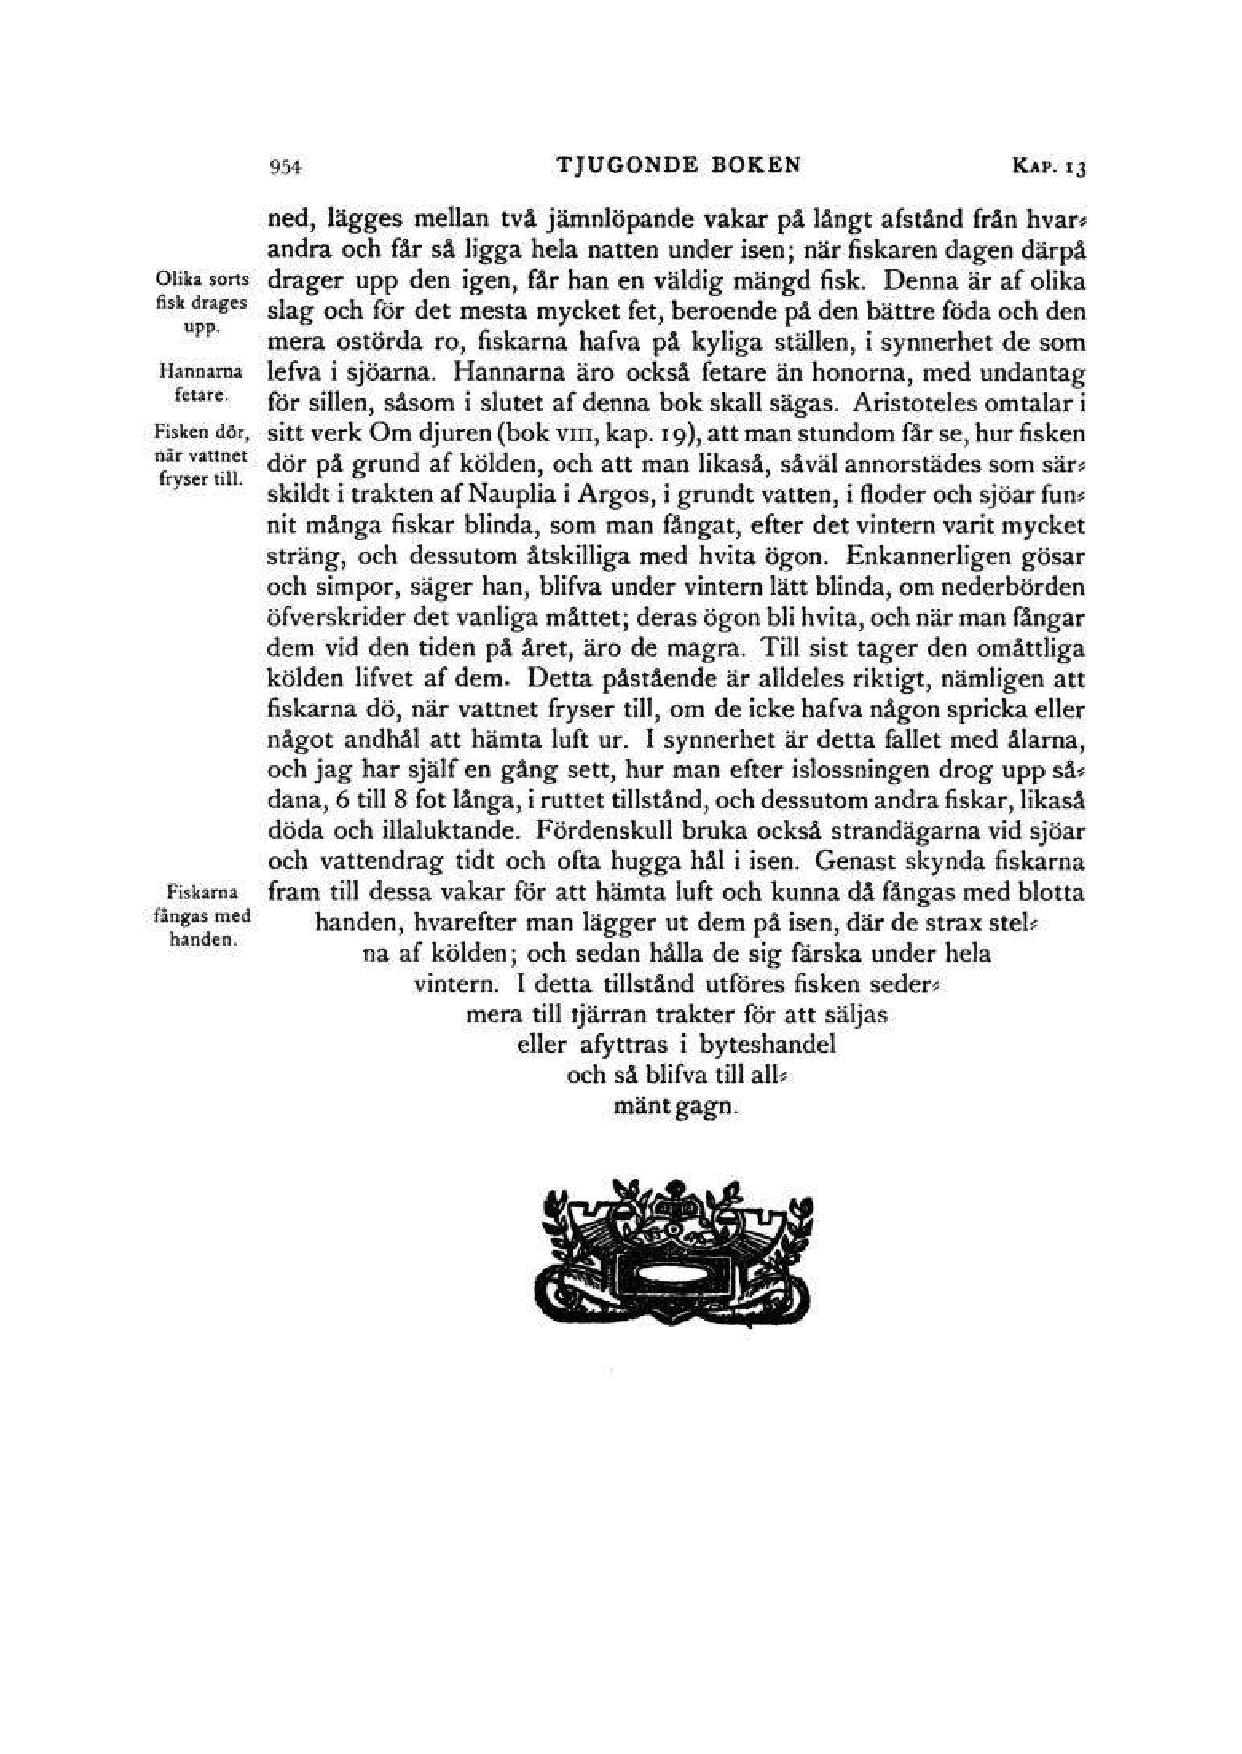 954 TJUGONDE BOKEN KAP. 13
ned, lägges mellan två jämnlöpande vakar på långt afstånd från hvar⸗
andra och får så ligga hela natten under isen; när fiskaren dagen därpå
Olika sorts
fisk drages
upp.
drager upp den igen, får han en väldig mängd fisk. Denna är af olika
slag och för det mesta mycket fet, beroende på den bättre föda och den
mera ostörda ro, fiskarna hafva på kyliga ställen, i synnerhet de som
Hannarna
fetare.
lefva i sjöarna. Hannarna äro också fetare än honorna, med undantag
för sillen, såsom i slutet af denna bok skall sägas. Aristoteles omtalar i
Fisken dör,
när vattnet
fryser till.
sitt verk Om djuren (bok VIII, kap. 19), att man stundom får se, hur fisken
dör på grund af kölden, och att man likaså, såväl annorstädes som sär⸗
skildt i trakten af Nauplia i Argos, i grundt vatten, i floder och sjöar fun⸗
nit många fiskar blinda, som man fångat, efter det vintern varit mycket
sträng, och dessutom åtskilliga med hvita ögon. Enkannerligen gösar
och simpor, säger han, blifva under vintern lätt blinda, om nederbörden
öfverskrider det vanliga måttet; deras ögon bli hvita, och när man fångar
dem vid den tiden på året, äro de magra. Till sist tager den omåttliga
kölden lifvet af dem. Detta påstående är alldeles riktigt, nämligen att
fiskarna dö, när vattnet fryser till, om de icke hafva någon spricka eller
något andhål att hämta luft ur. I synnerhet är detta fallet med ålarna,
och jag har själf en gång sett, hur man efter islossningen drog upp så⸗
dana, 6 till 8 fot långa, i ruttet tillstånd, och dessutom andra fiskar, likaså
döda och illaluktande. Fördenskull bruka också strandägarna vid sjöar
och vattendrag tidt och ofta hugga hål i isen. Genast skynda fiskarna
Fiskarna
fångas med
handen.
fram till dessa vakar för att hämta luft och kunna då fångas med blotta
handen, hvarefter man lägger ut dem på isen, där de strax stel⸗
na af kölden; och sedan hålla de sig färska under hela
vintern. I detta tillstånd utföres fisken seder⸗
mera till tjärran trakter för att säljas
eller afyttras i byteshandel
och så blifva till all⸗
mänt gagn.